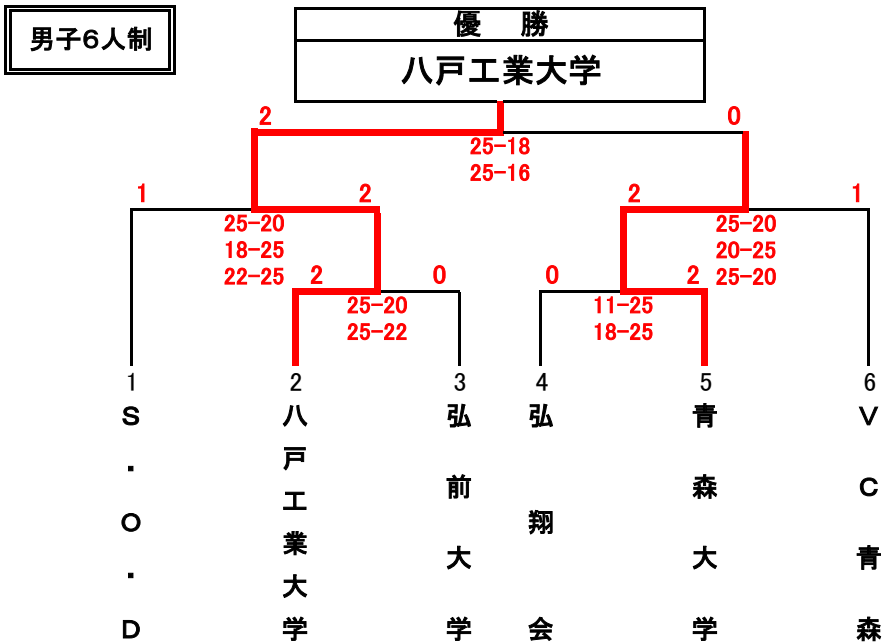 男子６人制
優　勝
八戸工業大学
2 0
25-18
25-16
1 2 2 1
25-20 25-20
18-25 20-25
22-25 25-20
2 0 0 2
25-20 11-25
25-22 18-25
1 2 3 4 5 6
Ｓ．Ｏ．Ｄ
八戸工業大学
弘前大学
弘翔会
青森大学
ＶＣ青森